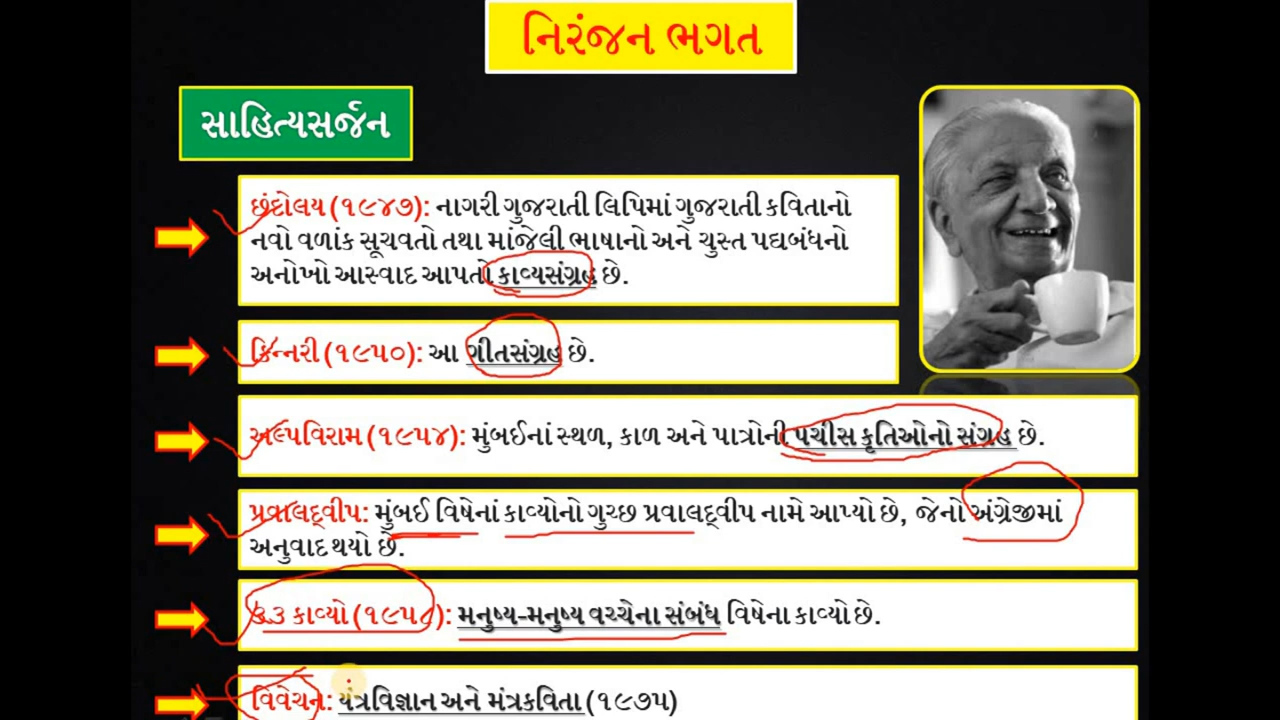 નિરંજન ભગત
સાહિત્યસર્જન
છંદોલય (૧૯૪૭): નાગરી ગુજરાતી લિપિમાં ગુજરાતી કવિતાનો
નવો વળાંક સૂચવતો તથા માંજેલી ભાષાનો અને ચુસ્ત પદ્યબંધનો
અનોખો આસ્વાદ આપતો કાવ્યસંગ્રહ છે.
કિન્નરી (૧૯૫૦): આ ગીતસંગ્રહ છે.
અલ્પવિરામ (૧૯૫૪): મુંબઈનાં સ્થળ, કાળ અને પાત્રોની પચીસ કૃતિઓનો સંગ્રહ છે.
પ્રવાલદ્વીપ: મુંબઈ વિષેનાં કાવ્યોનો ગુચ્છ પ્રવાલદ્વીપ નામે આપ્યો છે, જેનો અંગ્રેજીમાં
અનુવાદ થયો છે.
૩૩ કાવ્યો (૧૯૫૮): મનુષ્ય-મનુષ્ય વચ્ચેના સંબંધ વિષેના કાવ્યો છે.
વિવેચન: યંત્રવિજ્ઞાન અને મંત્રકવિતા (૧૯૭૫)